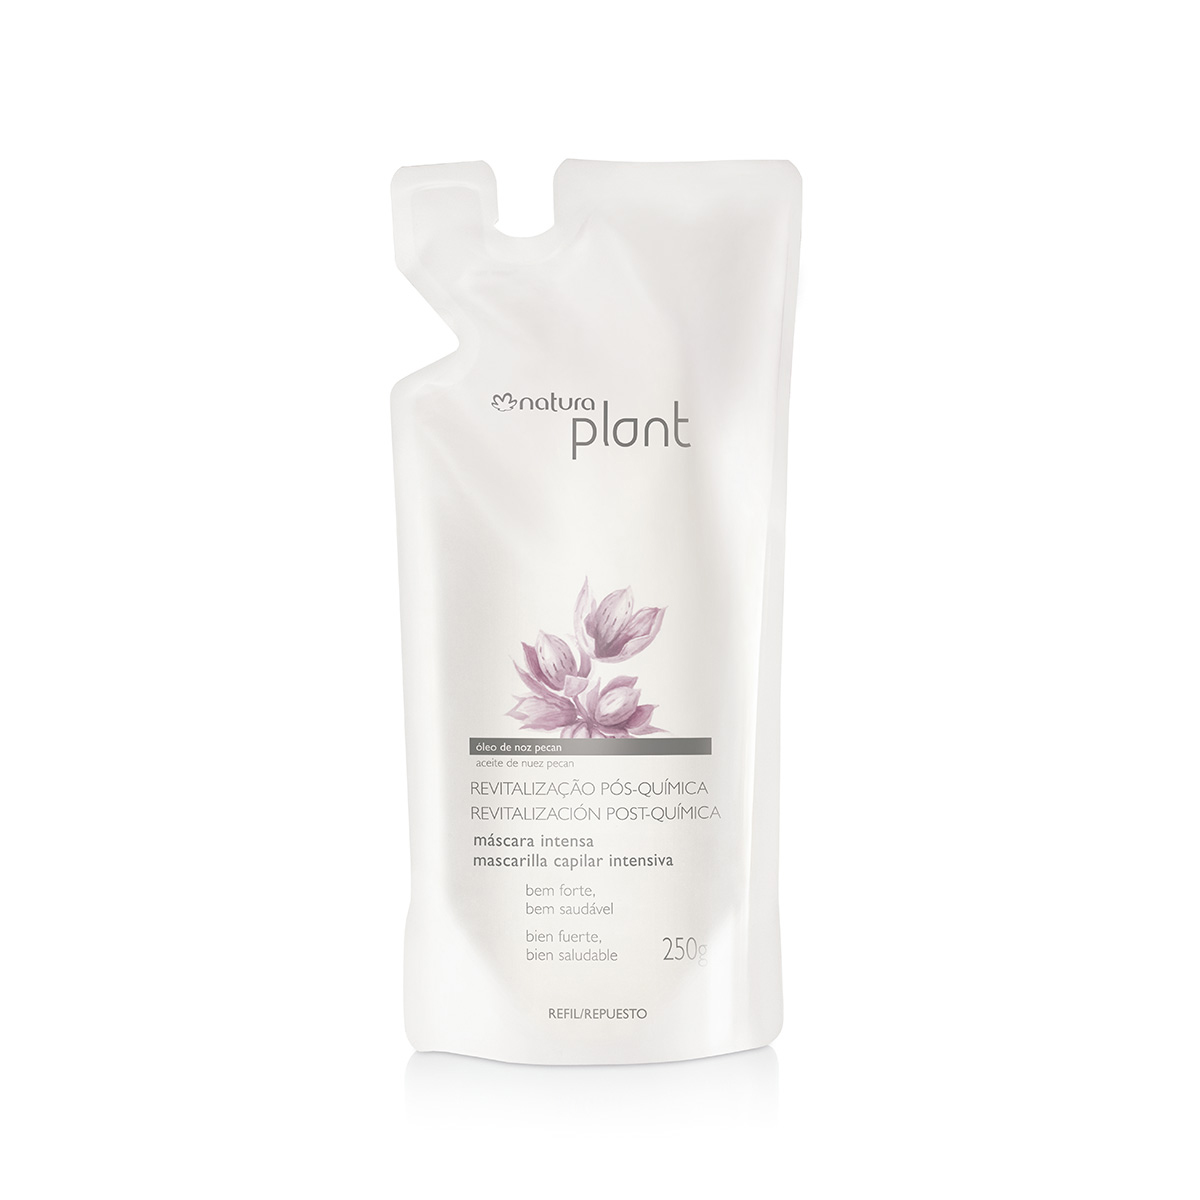 natura
plant
óleo de noz pecan
aceite de nuez pecan
REVITALIZAÇÃO PÓS-QUÍMICA
REVITALIZACIÓN POST-QUÍMICA
máscara intensa
mascarilla capilar intensiva
bem forte,
bem saudável
bien fuerte,
bien saludable
250g
REFIL/REPUESTO